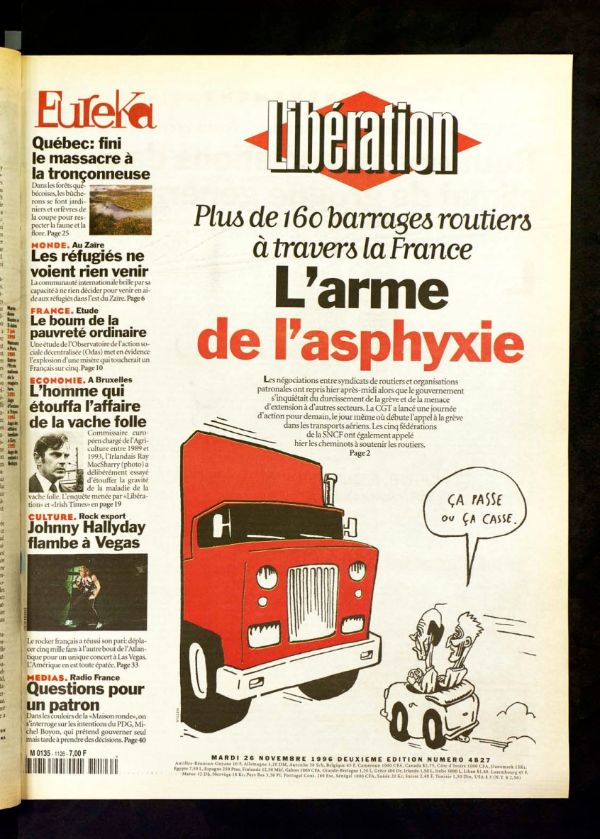 Eureka
Québec: fini
le massacre à
la tronçonneuse
Dans les forêts qué-
bécoises, les bûche-
rons se font jardi-
niers et orfèvres de
la coupe pour res-
pecter la faune et la
flore. Page 25
MONDE. Au Zaïre
Les réfugiés ne
voient rien venir
La communauté internationale brille par sa
capacité à ne rien décider pour venir en ai-
de aux réfugiés dans l'est du Zaïre. Page 6
FRANCE. Etude
Le boum de la
pauvreté ordinaire
Une étude de l'Observatoire de l'action so-
ciale décentralisée (Odas) met en évidence
l'explosion d'une misère qui toucherait un
Français sur cinq. Page 10
ECONOMIE. A Bruxelles
L'homme qui
étouffa l'affaire
de la vache folle
Commissaire euro-
péen chargé de l'Agri-
culture entre 1989 et
1993, l'Irlandais Ray
MacSharry (photo) a
délibérément essayé
d'étouffer la gravité
de la maladie de la
vache folle. L'enquête menée par «Libéra-
tion» et «Irish Times» en page 19
CULTURE. Rock export
Johnny Hallyday
flambe à Vegas
Le rocker français a réussi son pari: dépla-
cer cinq mille fans à l'autre bout de l'Atlan-
tique pour un unique concert à Las Vegas.
L'Amérique en est toute épatée. Page 33
MEDIAS. Radio France
Questions pour
un patron
Dans les couloirs de la «Maison ronde», on
s'interroge sur les intentions du PDG, Mi-
chel Boyon, qui prétend gouverner seul
mais tarde à prendre des décisions. Page 40
M 0135 - 1126 - 7,00 F
Libération
Plus de 160 barrages routiers
à travers la France
L'arme
de l'asphyxie
Les négociations entre syndicats de routiers et organisations
patronales ont repris hier après-midi alors que le gouvernement
s'inquiétait du durcissement de la grève et de la menace
d'extension à d'autres secteurs. La CGT a lancé une journée
d'action pour demain, le jour même où débute l'appel à la grève
dans les transports aériens. Les cinq fédérations
de la SNCF ont également appelé
hier les cheminots à soutenir les routiers.
Page 2
ÇA PASSE
OU ÇA CASSE.
MARDI 26 NOVEMBRE 1996 DEUXIEME EDITION NUMERO 4827